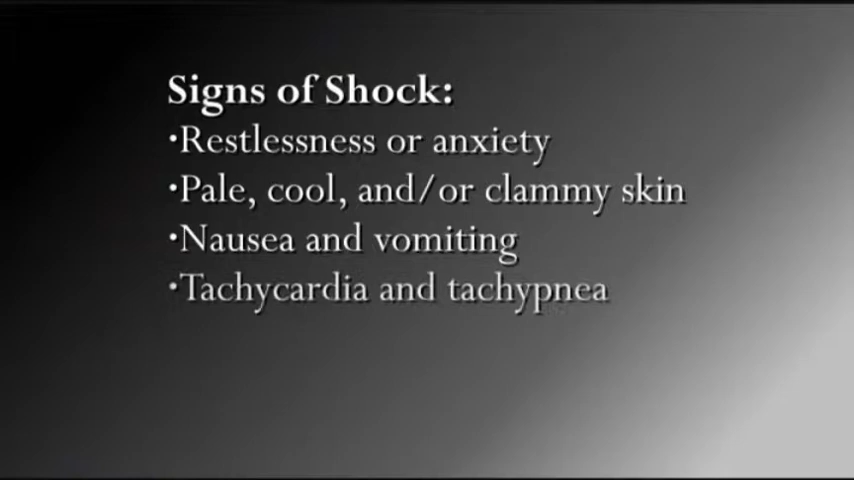 Signs of Shock:
·Restlessness or anxiety
·Pale, cool, and/or clammy skin
·Nausea and vomiting
·Tachycardia and tachypnea